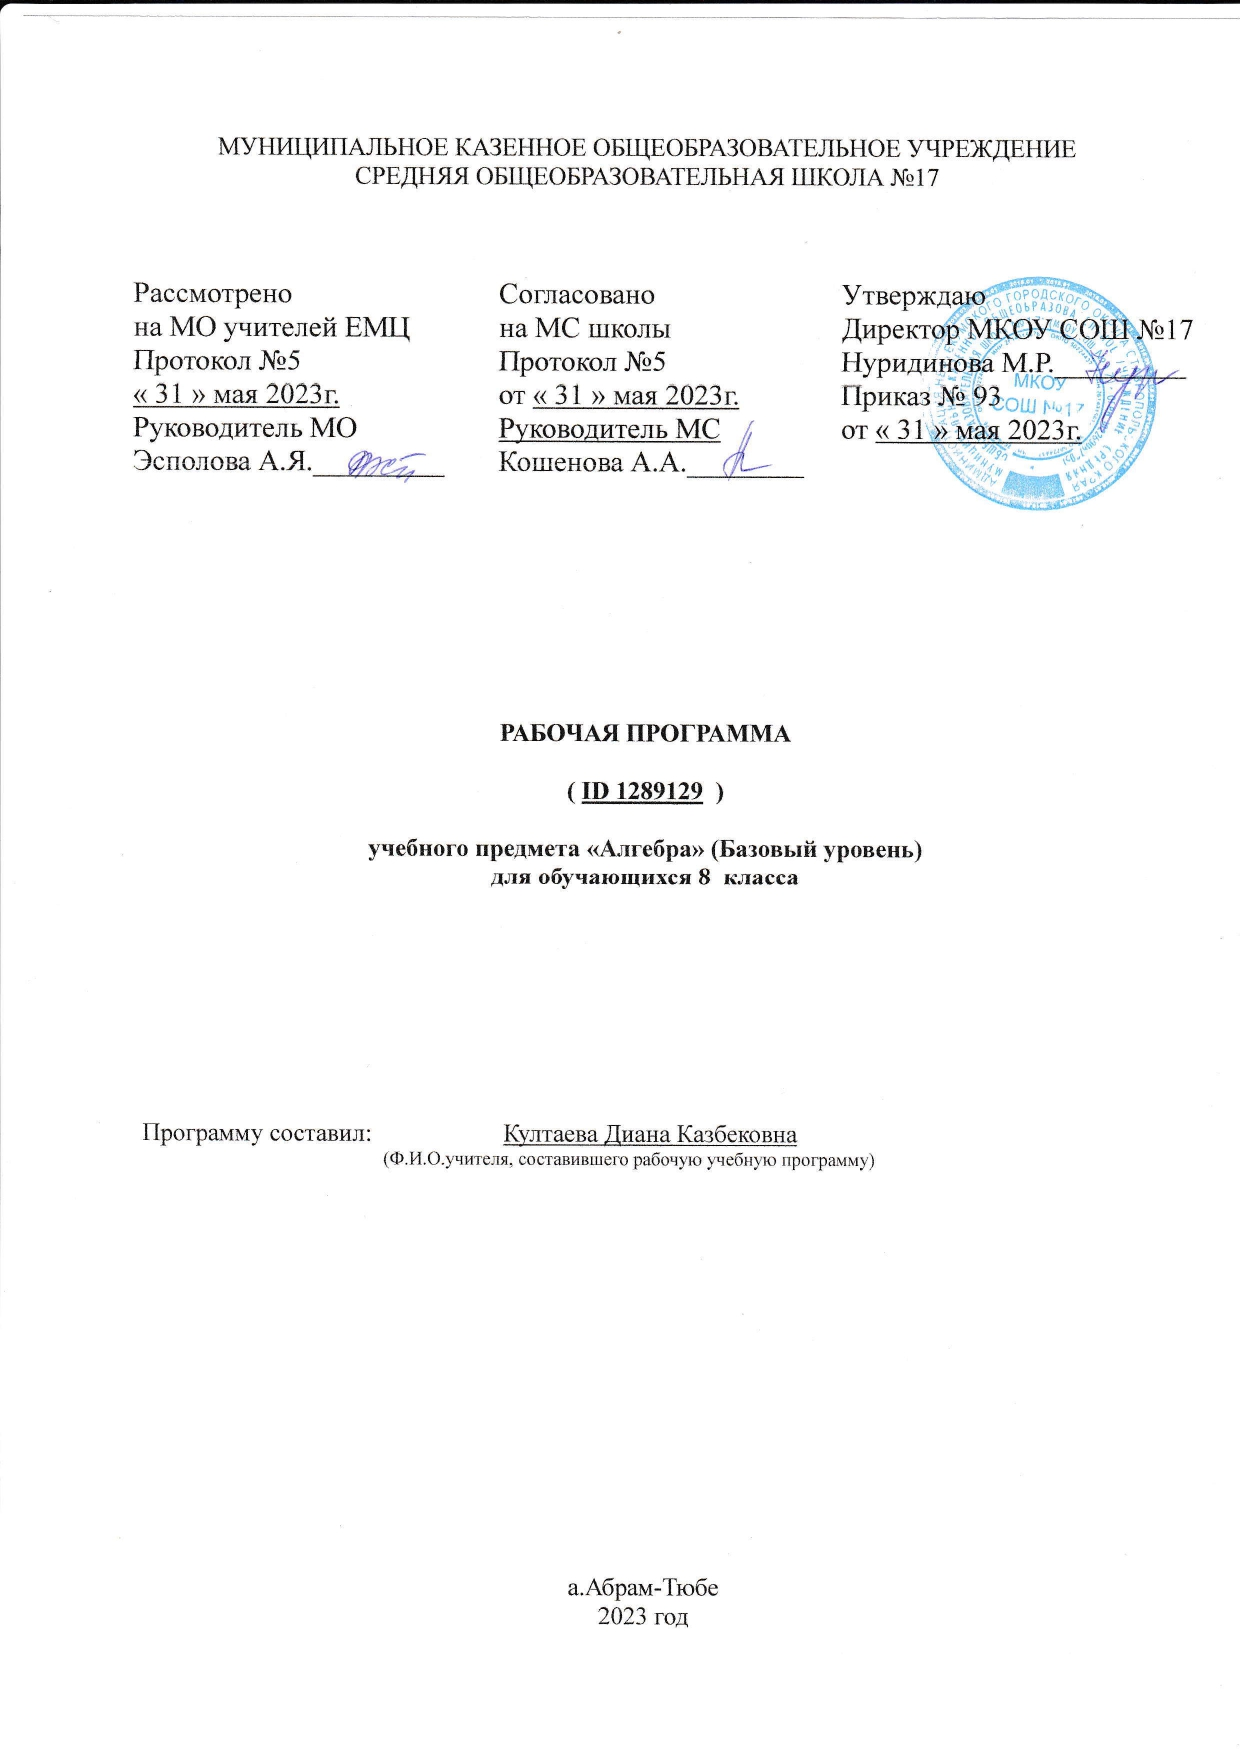 МУНИЦИПАЛЬНОЕ КАЗЕННОЕ ОБЩЕОБРАЗОВАТЕЛЬНОЕ УЧРЕЖДЕНИЕ
СРЕДНЯЯ ОБЩЕОБРАЗОВАТЕЛЬНАЯ ШКОЛА №17
Рассмотрено
на МО учителей ЕМЦ
Протокол №5
« 31 » мая 2023г.
Руководитель МО
Эсполова А.Я.
Согласовано
на МС школы
Протокол №5
от « 31 » мая 2023г.
Руководитель МС
Кошенова А.А.
Утверждаю
Директор МКОУ СОШ №17
Нуридинова М.Р.
Приказ № 93
от « 31 » мая 2023г.
МКОУ
СОШ №17
РАБОЧАЯ ПРОГРАММА
( ID 1289129 )
учебного предмета «Алгебра» (Базовый уровень)
для обучающихся 8 класса
Программу составил: Култаева Диана Казбековна
(Ф.И.О.учителя, составившего рабочую учебную программу)
а.Абрам-Тюбе
2023 год